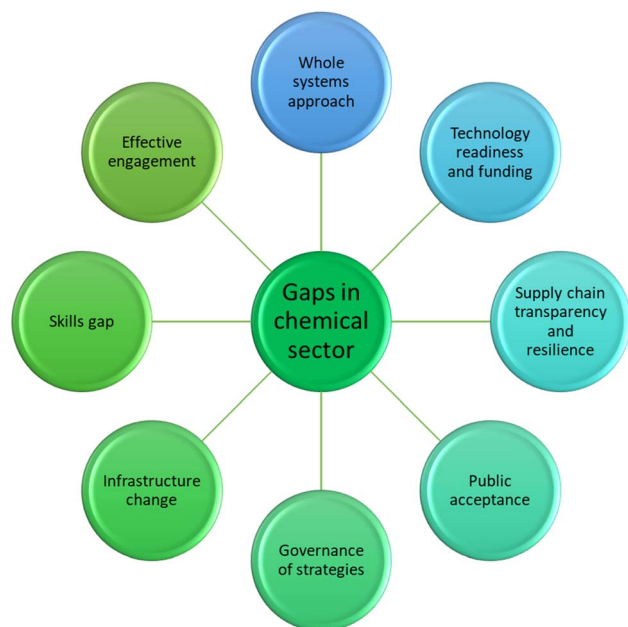 Whole
systems
approach
Technology
readiness
and funding
Supply chain
transparency
and
resilience
Public
acceptance
Governance
of strategies
Infrastructure
change
Skills gap
Effective
engagement
Gaps in
chemical
sector